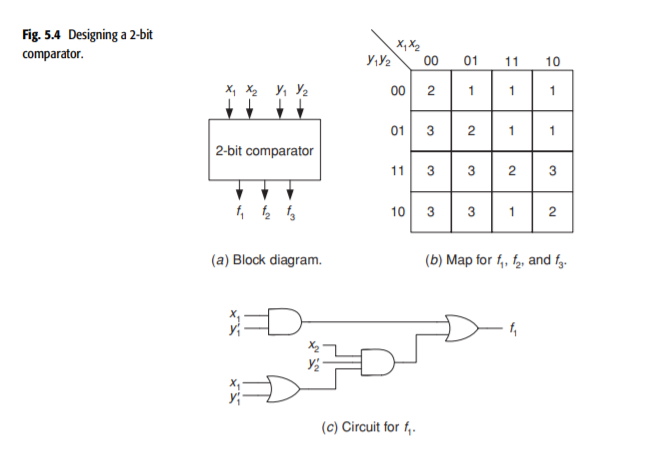 Fig. 5.4 Designing a 2-bit
comparator.
x₁ x₂ y₁ y₂
2-bit comparator
f₁ f₂ f₃
(a) Block diagram.
x₁x₂
y₁y₂ 00 01 11 10
00 2 1 1 1
01 3 2 1 1
11 3 3 2 3
10 3 3 1 2
(b) Map for f₁, f₂, and f₃.
x₁
y₁′
x₂
y₂′
x₁
y₁′
f₁
(c) Circuit for f₁.